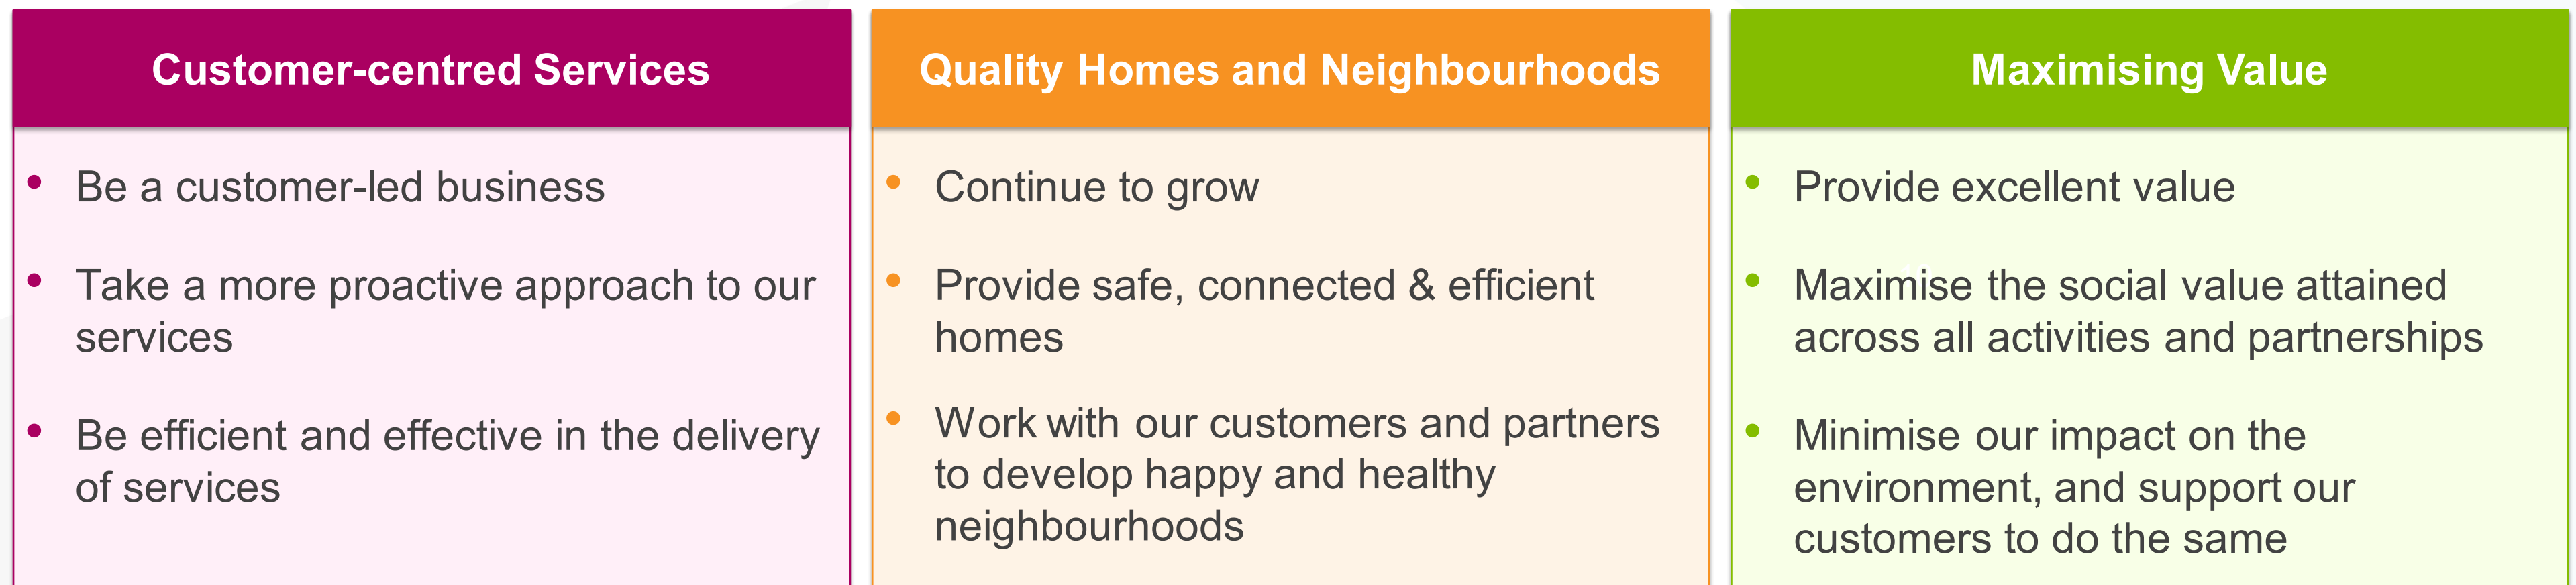 Customer-centred Services
• Be a customer-led business
• Take a more proactive approach to our
services
• Be efficient and effective in the delivery
of services
Quality Homes and Neighbourhoods
• Continue to grow
• Provide safe, connected & efficient
homes
• Work with our customers and partners
to develop happy and healthy
neighbourhoods
Maximising Value
• Provide excellent value
• Maximise the social value attained
across all activities and partnerships
• Minimise our impact on the
environment, and support our
customers to do the same